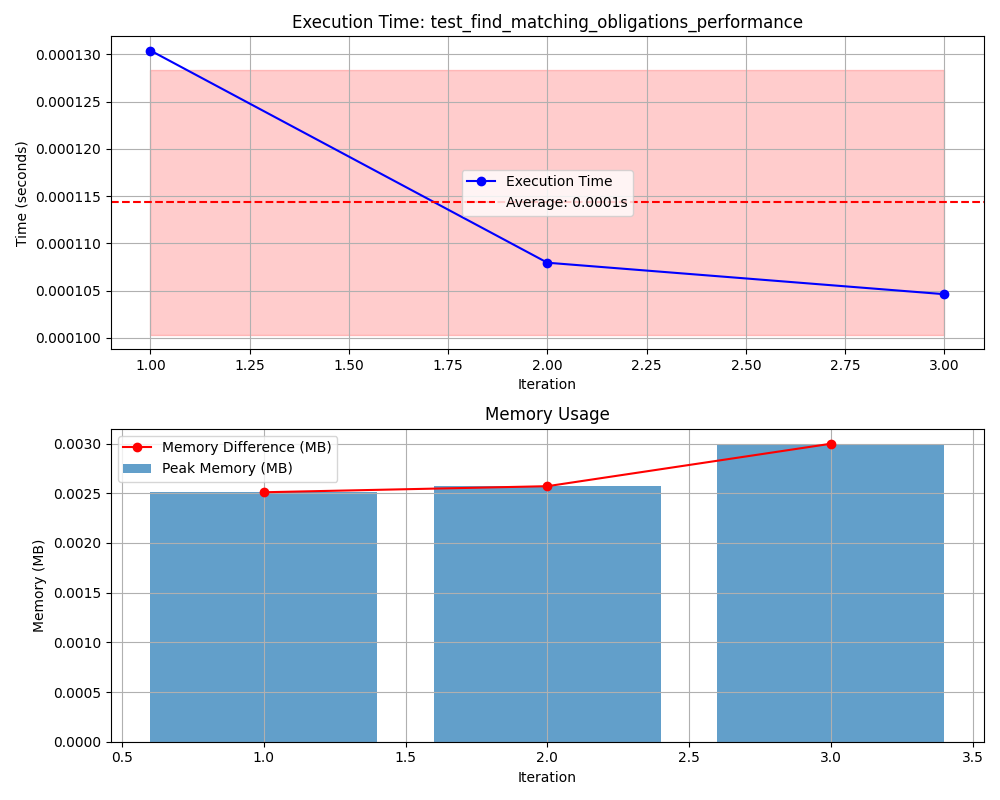 Execution Time: test_find_matching_obligations_performance
0.000130
0.000125
0.000120
0.000115
0.000110
0.000105
0.000100
Time (seconds)
Execution Time
Average: 0.0001s
1.00 1.25 1.50 1.75 2.00 2.25 2.50 2.75 3.00
Iteration
Memory Usage
0.0030
0.0025
0.0020
0.0015
0.0010
0.0005
0.0000
Memory (MB)
Memory Difference (MB)
Peak Memory (MB)
0.5 1.0 1.5 2.0 2.5 3.0 3.5
Iteration